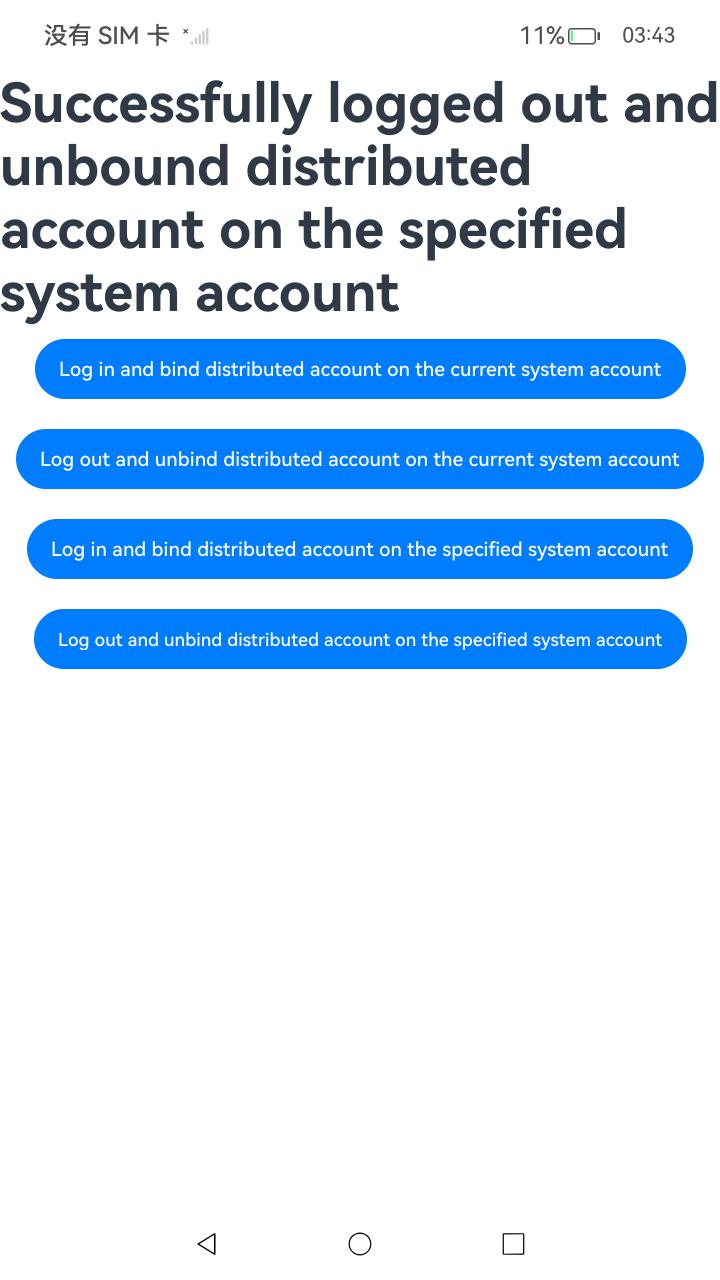 没有 SIM 卡 11% 03:43
Successfully logged out and
unbound distributed
account on the specified
system account
Log in and bind distributed account on the current system account
Log out and unbind distributed account on the current system account
Log in and bind distributed account on the specified system account
Log out and unbind distributed account on the specified system account